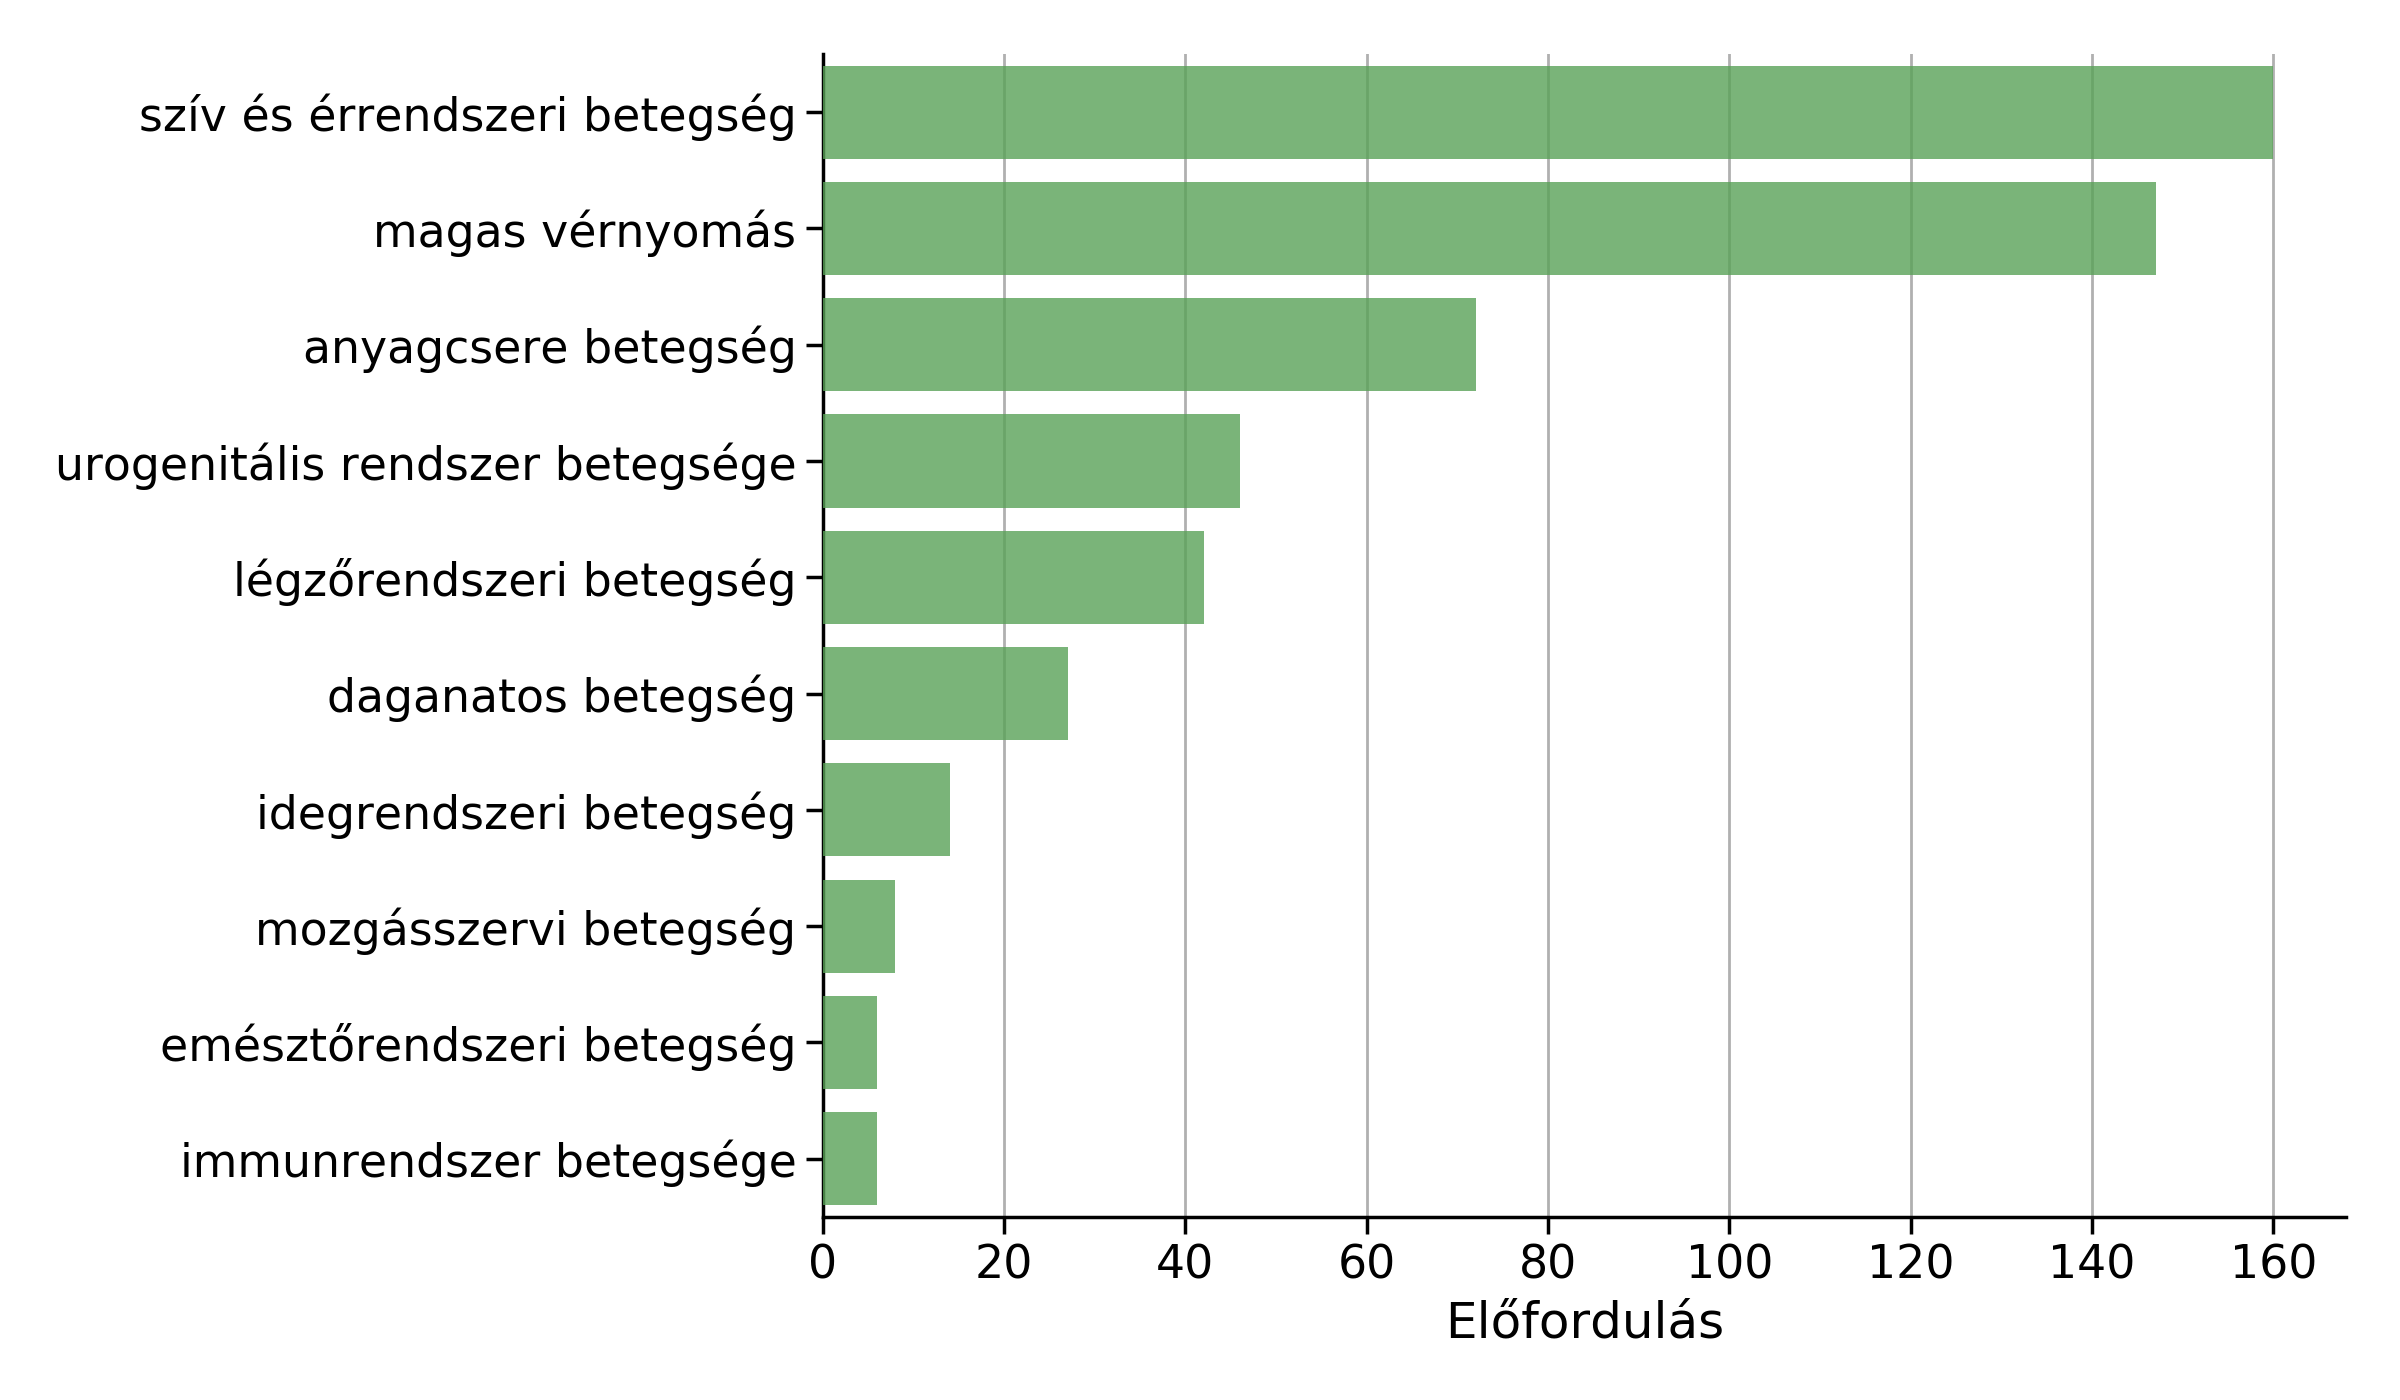 szív és érrendszeri betegség
magas vérnyomás
anyagcsere betegség
urogenitális rendszer betegsége
légzőrendszeri betegség
daganatos betegség
idegrendszeri betegség
mozgásszervi betegség
emésztőrendszeri betegség
immunrendszer betegsége
0 20 40 60 80 100 120 140 160
Előfordulás